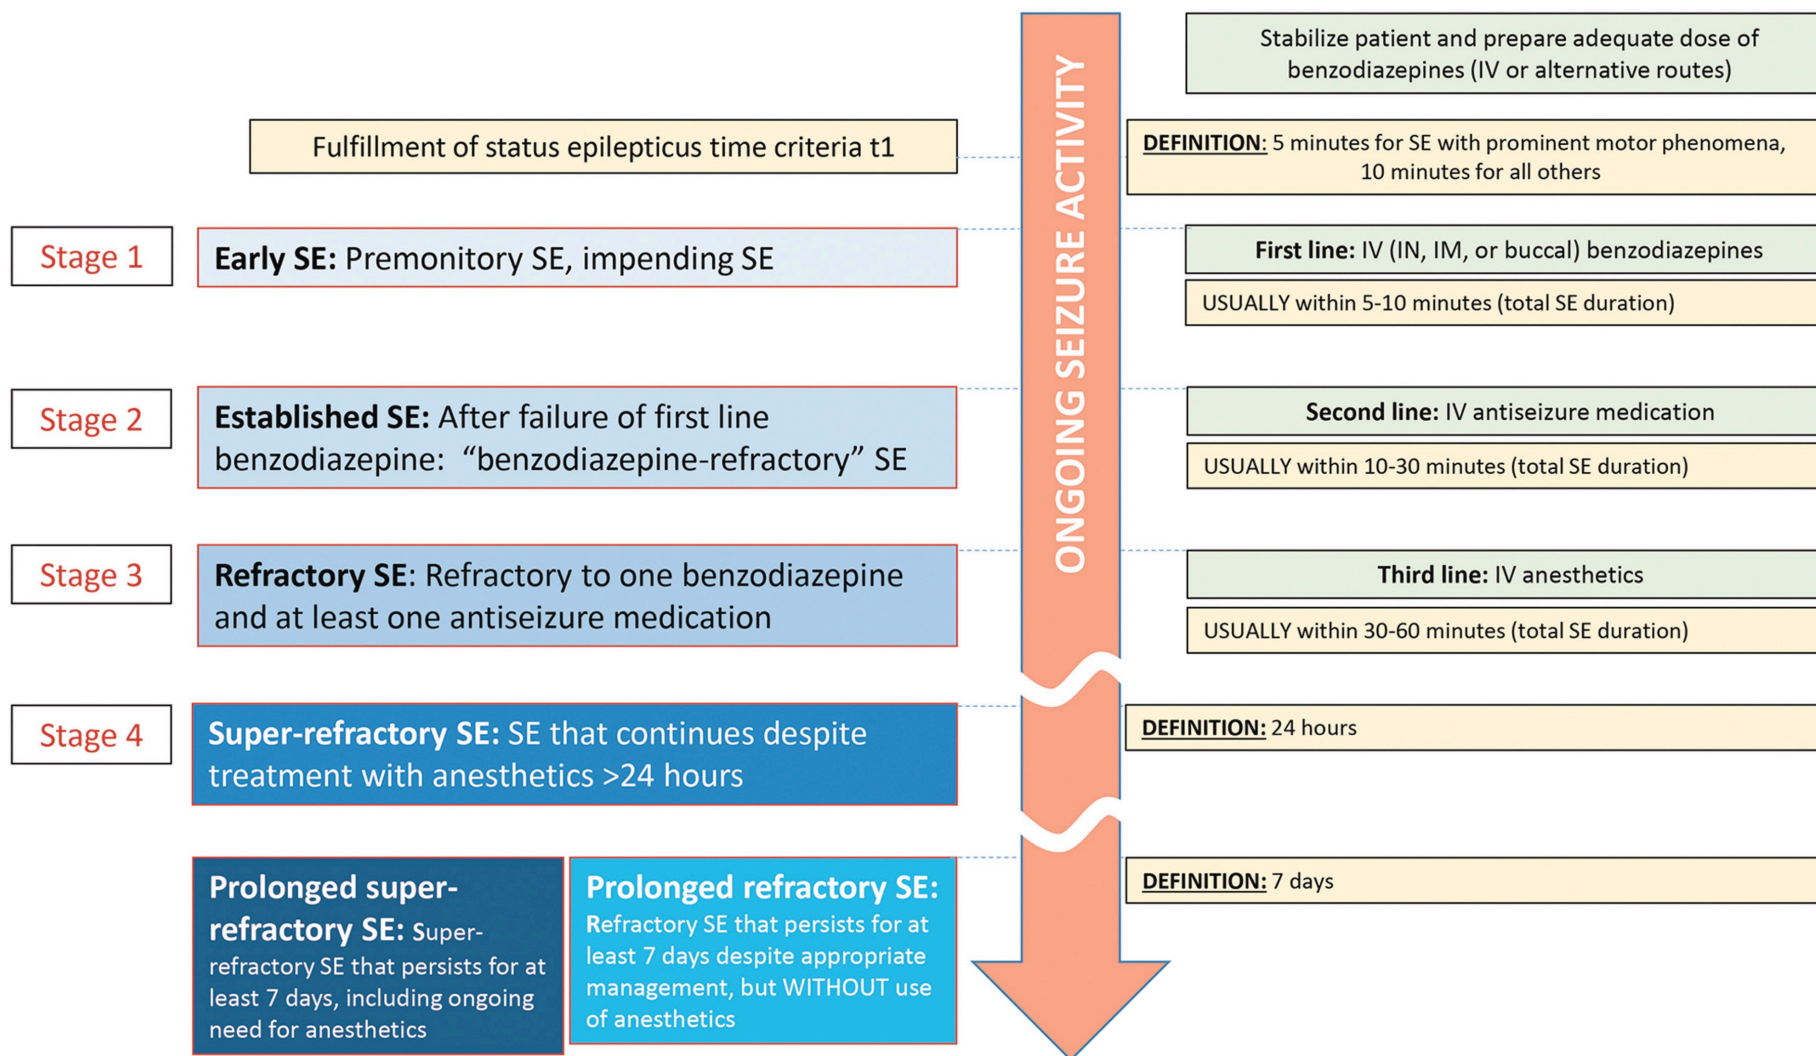 Stabilize patient and prepare adequate dose of
benzodiazepines (IV or alternative routes)
Fulfillment of status epilepticus time criteria t1
DEFINITION: 5 minutes for SE with prominent motor phenomena,
10 minutes for all others
ONGOING SEIZURE ACTIVITY
Stage 1
Early SE: Premonitory SE, impending SE
First line: IV (IN, IM, or buccal) benzodiazepines
USUALLY within 5-10 minutes (total SE duration)
Stage 2
Established SE: After failure of first line
benzodiazepine: “benzodiazepine-refractory” SE
Second line: IV antiseizure medication
USUALLY within 10-30 minutes (total SE duration)
Stage 3
Refractory SE: Refractory to one benzodiazepine
and at least one antiseizure medication
Third line: IV anesthetics
USUALLY within 30-60 minutes (total SE duration)
Stage 4
Super-refractory SE: SE that continues despite
treatment with anesthetics >24 hours
DEFINITION: 24 hours
Prolonged super-
refractory SE: Super-
refractory SE that persists for at
least 7 days, including ongoing
need for anesthetics
Prolonged refractory SE:
Refractory SE that persists for at
least 7 days despite appropriate
management, but WITHOUT use
of anesthetics
DEFINITION: 7 days